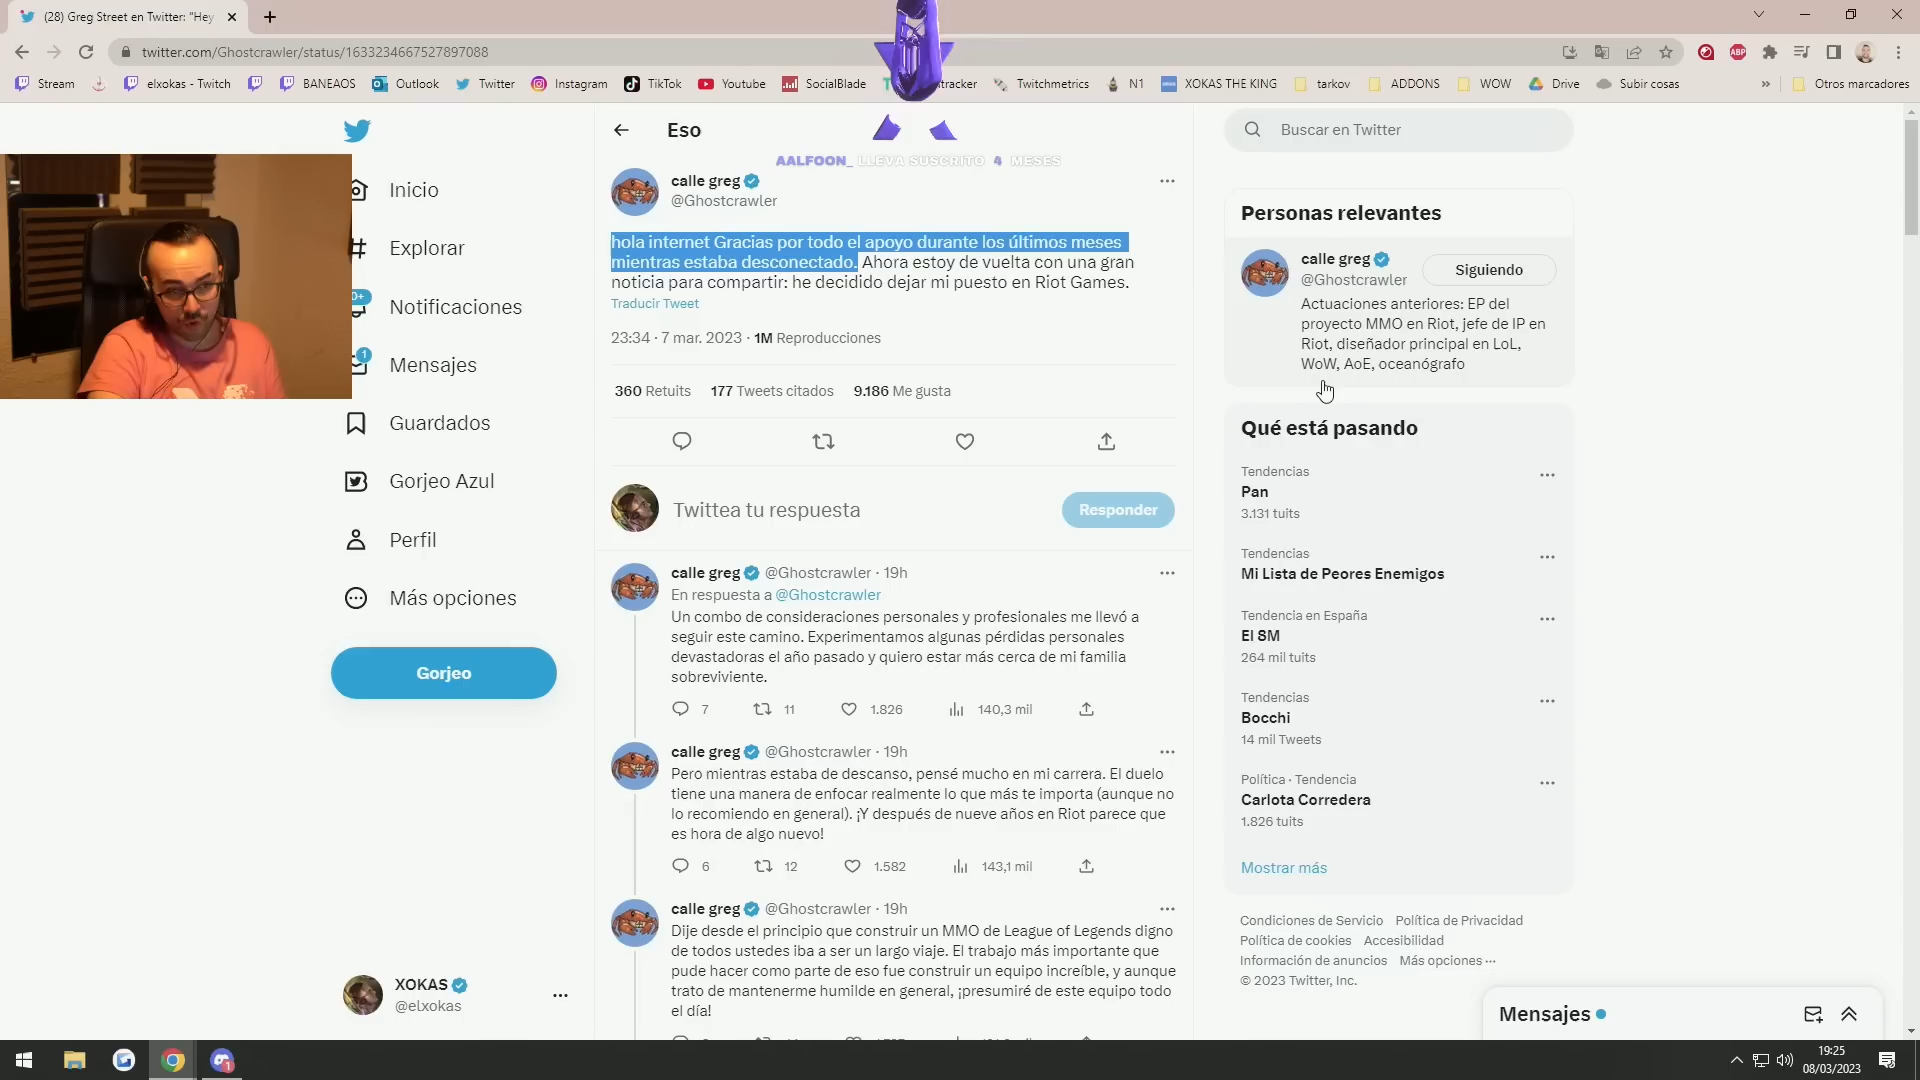 (28) Greg Street en Twitter: "Hey
twitter.com/Ghostcrawler/status/1633234667527897088
Stream
elxokas - Twitch
BANEAOS
Outlook
Twitter
Instagram
TikTok
Youtube
SocialBlade
tracker
Twitchmetrics
N1
XOKAS THE KING
tarkov
ADDONS
WOW
Drive
Subir cosas
»
Otros marcadores
Inicio
Explorar
Notificaciones
Mensajes
1
Guardados
Gorjeo Azul
Perfil
Más opciones
Gorjeo
XOKAS
@elxokas
Eso
AALFOON_ LLEVA SUSCRITO 4 MESES
calle greg
@Ghostcrawler
hola internet Gracias por todo el apoyo durante los últimos meses
mientras estaba desconectado. Ahora estoy de vuelta con una gran
noticia para compartir: he decidido dejar mi puesto en Riot Games.
Traducir Tweet
23:34 · 7 mar. 2023 · 1M Reproducciones
360 Retuits 177 Tweets citados 9.186 Me gusta
Twittea tu respuesta
Responder
calle greg @Ghostcrawler · 19h
En respuesta a @Ghostcrawler
Un combo de consideraciones personales y profesionales me llevó a
seguir este camino. Experimentamos algunas pérdidas personales
devastadoras el año pasado y quiero estar más cerca de mi familia
sobreviviente.
7 11 1.826 140,3 mil
calle greg @Ghostcrawler · 19h
Pero mientras estaba de descanso, pensé mucho en mi carrera. El duelo
tiene una manera de enfocar realmente lo que más te importa (aunque no
lo recomiendo en general). ¡Y después de nueve años en Riot parece que
es hora de algo nuevo!
6 12 1.582 143,1 mil
calle greg @Ghostcrawler · 19h
Dije desde el principio que construir un MMO de League of Legends digno
de todos ustedes iba a ser un largo viaje. El trabajo más importante que
pude hacer como parte de eso fue construir un equipo increíble, y aunque
trato de mantenerme humilde en general, ¡presumiré de este equipo todo
el día!
Buscar en Twitter
Personas relevantes
calle greg
@Ghostcrawler
Siguiendo
Actuaciones anteriores: EP del
proyecto MMO en Riot, jefe de IP en
Riot, diseñador principal en LoL,
WoW, AoE, oceanógrafo
Qué está pasando
Tendencias
Pan
3.131 tuits
Tendencias
Mi Lista de Peores Enemigos
Tendencia en España
El SM
264 mil tuits
Tendencias
Bocchi
14 mil Tweets
Política · Tendencia
Carlota Corredera
1.826 tuits
Mostrar más
Condiciones de Servicio Política de Privacidad
Política de cookies Accesibilidad
Información de anuncios Más opciones ···
© 2023 Twitter, Inc.
Mensajes
19:25
08/03/2023